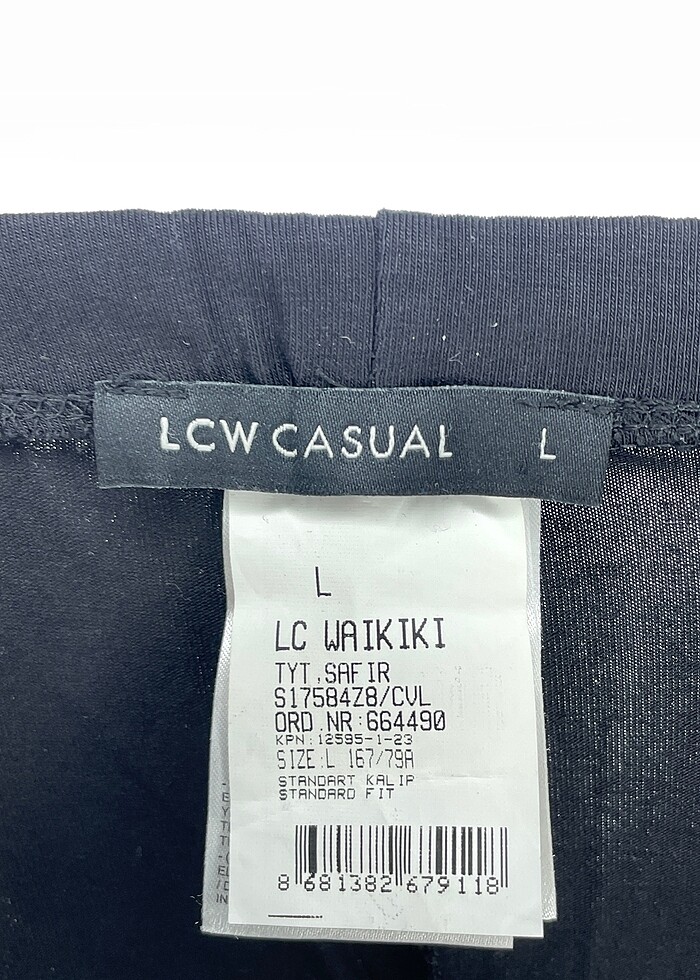 LCW CASUAL L
L
LC WAIKIKI
TYT.SAFIR
S17584Z8/CVL
ORD NR:664490
KPN:12595-1-23
SIZE:L 167/79A
STANDART KALIP
STANDARD FIT
8 681382 679118